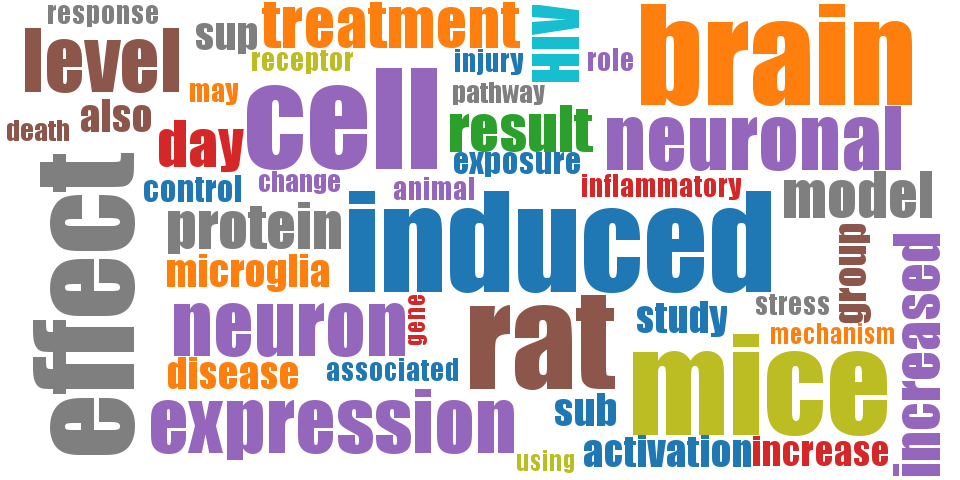 response
level
sup
treatment
receptor
injury
HIV
role
brain
may
also
death
day
cell
pathway
result
exposure
neuronal
effect
control
change
animal
inflammatory
model
protein
induced
microglia
group
increased
neuron
gene
rat
study
stress
mechanism
disease
associated
mice
expression
sub
using
activation
increase